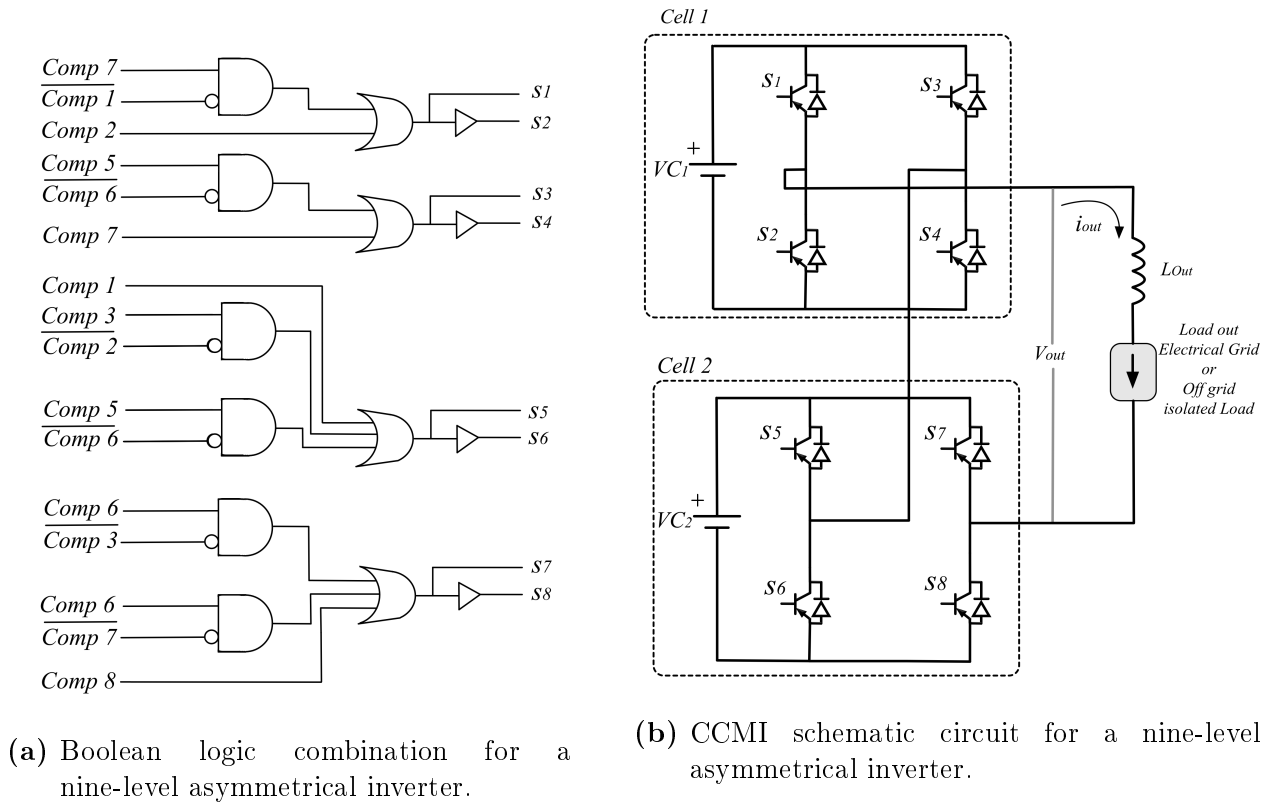 Comp 7
Comp 1
Comp 2
S1
S2
Comp 5
Comp 6
Comp 7
S3
S4
Comp 1
Comp 3
Comp 2
Comp 5
Comp 6
S5
S6
Comp 6
Comp 3
Comp 6
Comp 7
Comp 8
S7
S8
(a) Boolean logic combination for a
nine-level asymmetrical inverter.
Cell 1
S1
S3
+
VC1
S2
S4
iout
LOut
Vout
Load out
Electrical Grid
or
Off grid
isolated Load
Cell 2
S5
S7
+
VC2
S6
S8
(b) CCMI schematic circuit for a nine-level
asymmetrical inverter.